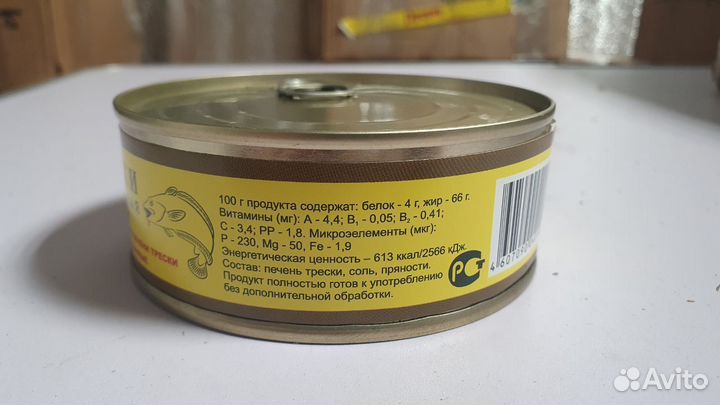 100 г продукта содержат: белок - 4 г, жир - 66 г.
Витамины (мг): А - 4,4; В₁ - 0,05; В₂ - 0,41;
С - 3,4; РР - 1,8. Микроэлементы (мкг):
Р - 230, Mg - 50, Fe - 1,9
Энергетическая ценность – 613 ккал/2566 кДж.
Состав: печень трески, соль, пряности.
Продукт полностью готов к употреблению
без дополнительной обработки.
ТРЕСКИ
РСТ
Avito